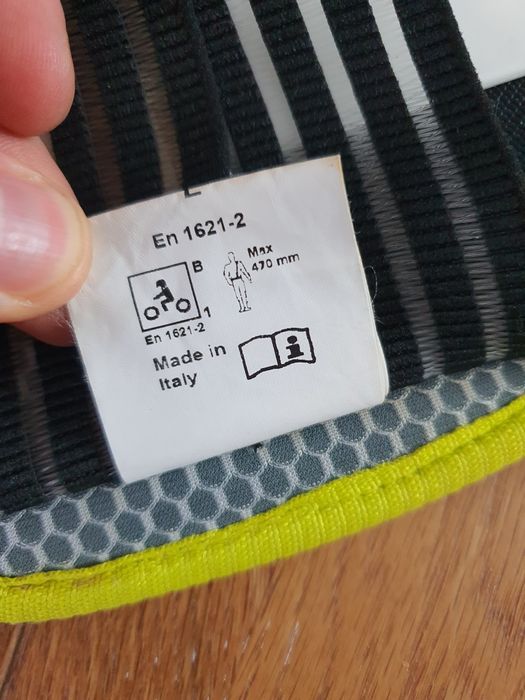 L
En 1621-2
B
1
En 1621-2
Max
470 mm
Made in
Italy
i